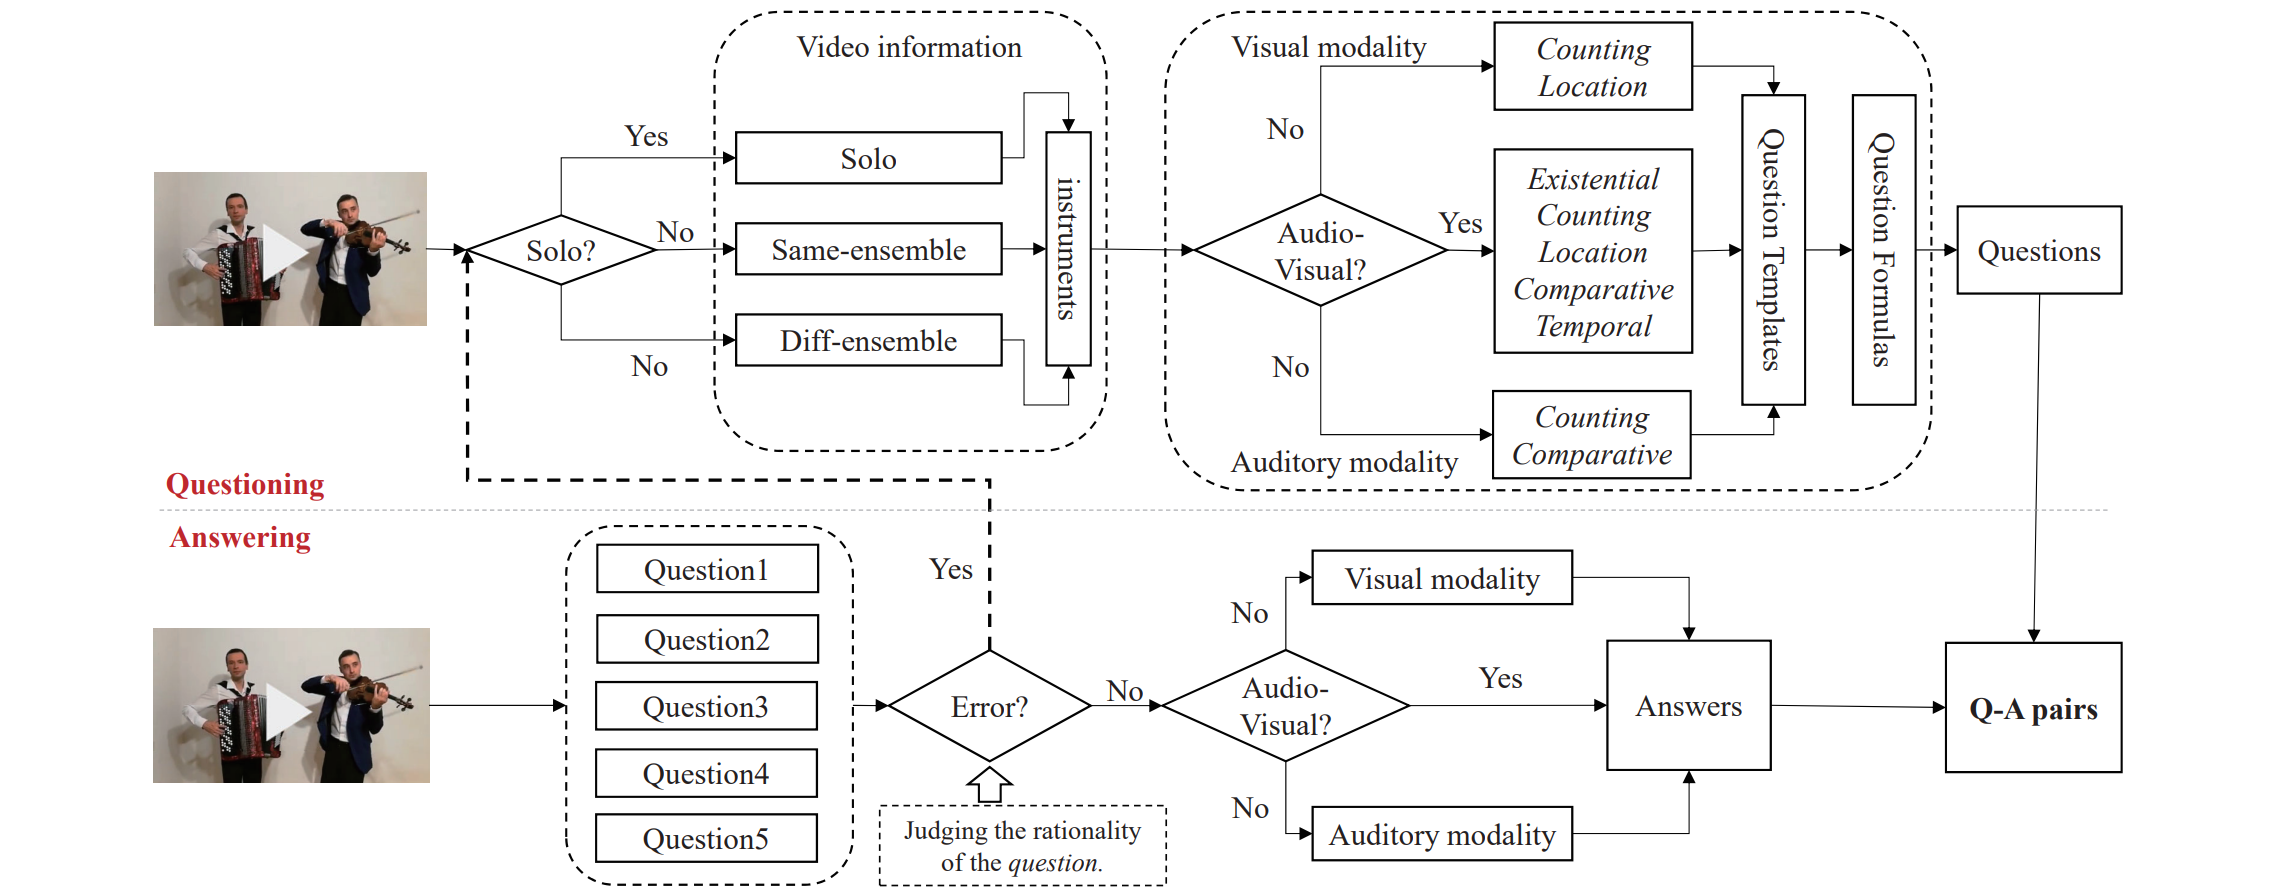 Video information
Yes
Solo
Solo?
No
Same-ensemble
No
Diff-ensemble
instruments
Visual modality
No
Counting
Location
Audio-
Visual?
Yes
Existential
Counting
Location
Comparative
Temporal
No
Counting
Comparative
Auditory modality
Question Templates
Question Formulas
Questions
Questioning
Answering
Question1
Question2
Question3
Question4
Question5
Yes
Error?
Judging the rationality
of the question.
No
Audio-
Visual?
No
Visual modality
Yes
No
Auditory modality
Answers
Q-A pairs